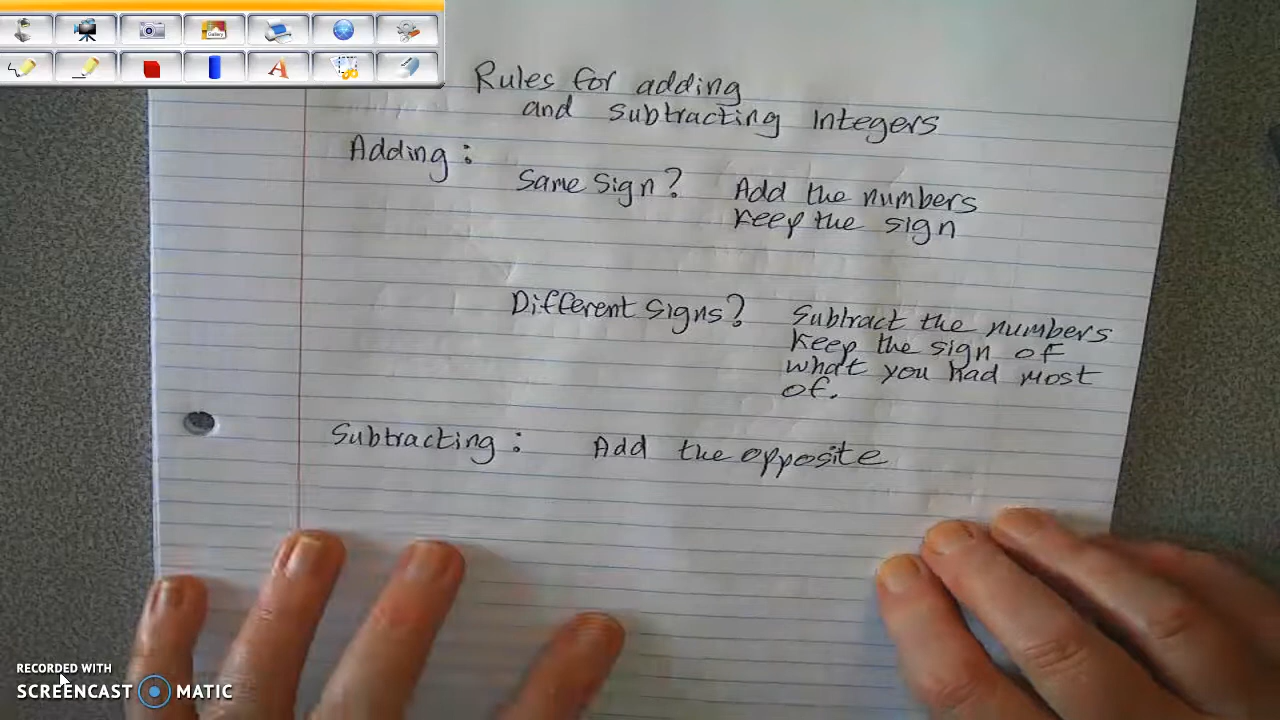 Gallery
A
Rules for adding
and subtracting Integers
Adding:
Same Sign? Add the numbers
Keep the sign
Different Signs? Subtract the numbers
Keep the sign of
what you had most
of.
Subtracting: Add the opposite
RECORDED WITH
SCREENCAST MATIC